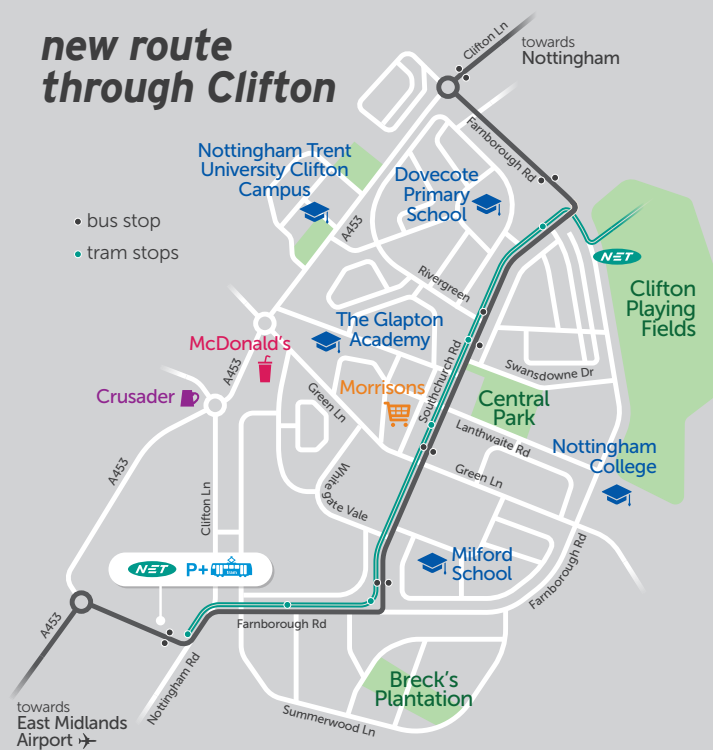 new route
through Clifton
Clifton Ln
towards
Nottingham
Farnborough Rd
Nottingham Trent
University Clifton
Campus
Dovecote
Primary
School
A453
• bus stop
• tram stops
NET
Rivergreen
Clifton
Playing
Fields
The Glapton
Academy
McDonald's
A453
Swansdowne Dr
Southchurch Rd
Crusader
Green Ln
Morrisons
Central
Park
Lanthwaite Rd
Nottingham
College
A453
Clifton Ln
Whitegate Vale
Green Ln
NET P+
Milford
School
Farnborough Rd
A453
Farnborough Rd
Nottingham Rd
Breck's
Plantation
Summerwood Ln
towards
East Midlands
Airport